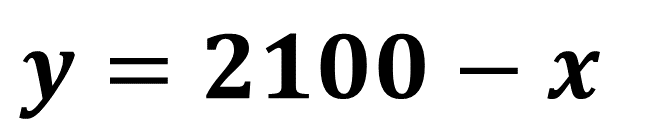 y = 2100 − x